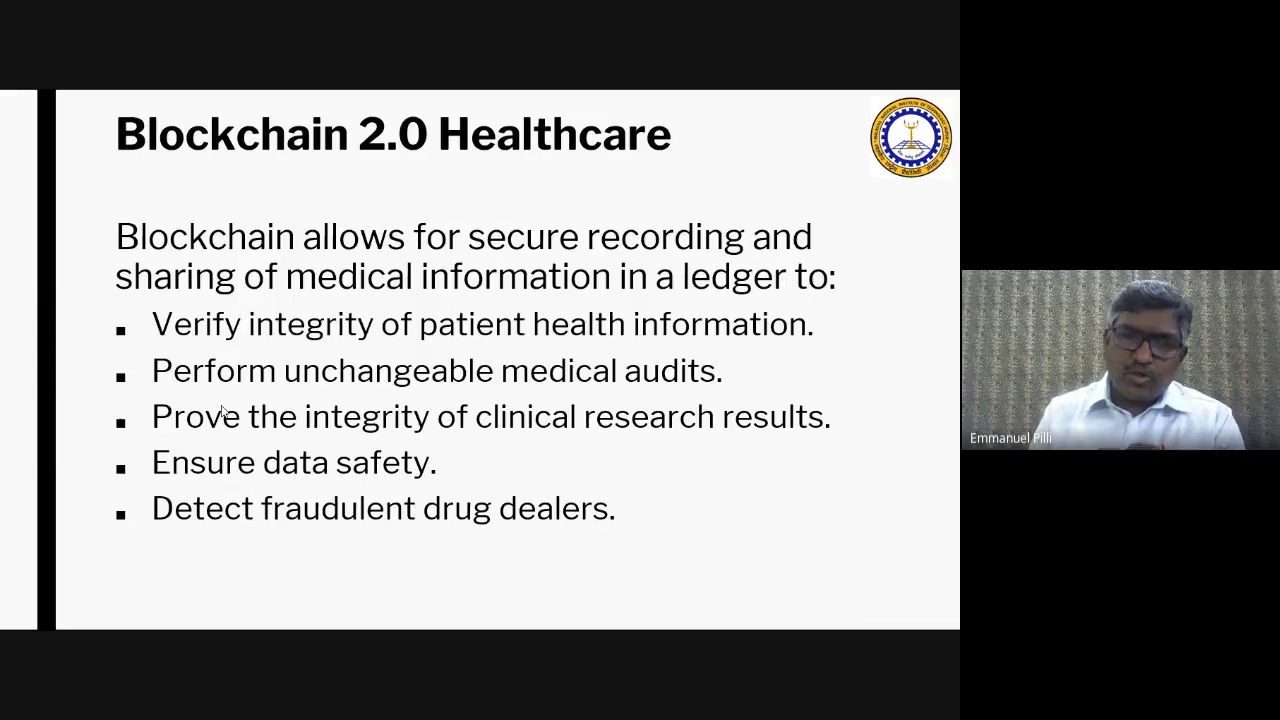 Blockchain 2.0 Healthcare
Blockchain allows for secure recording and
sharing of medical information in a ledger to:
Verify integrity of patient health information.
Perform unchangeable medical audits.
Prove the integrity of clinical research results.
Ensure data safety.
Detect fraudulent drug dealers.
Emmanuel Pilli